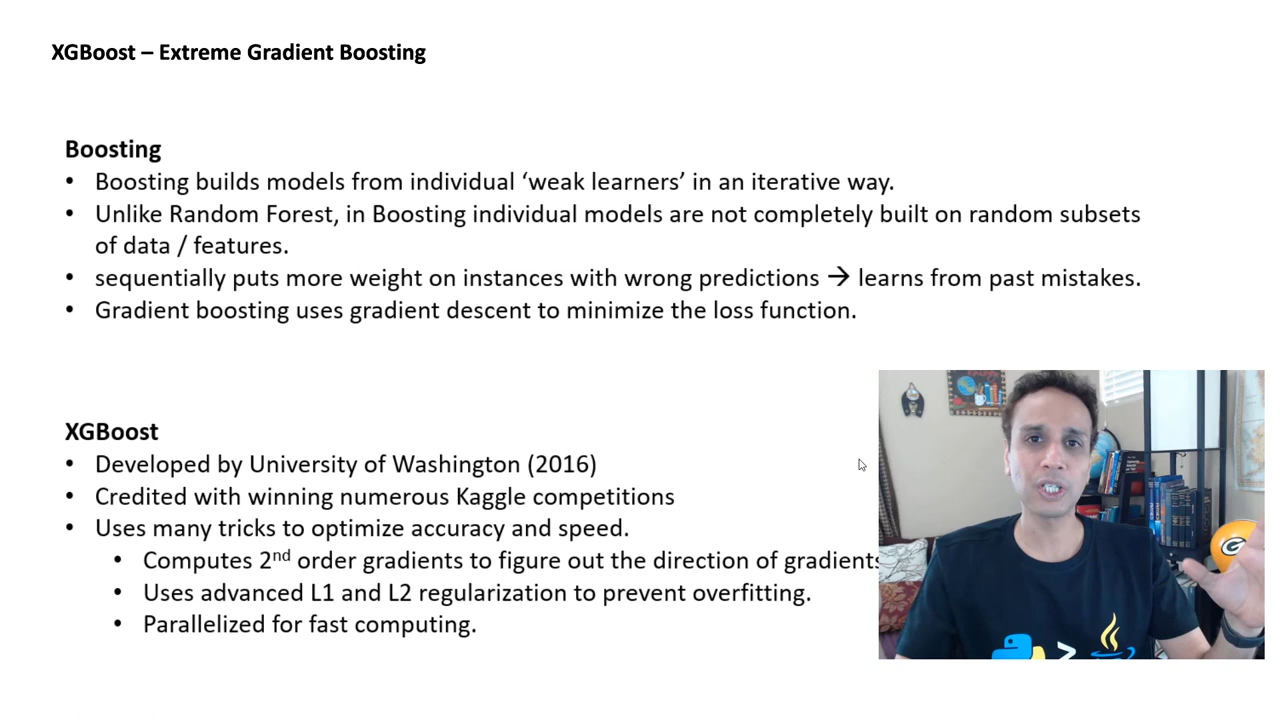 XGBoost – Extreme Gradient Boosting
Boosting
• Boosting builds models from individual ‘weak learners’ in an iterative way.
• Unlike Random Forest, in Boosting individual models are not completely built on random subsets
of data / features.
• sequentially puts more weight on instances with wrong predictions → learns from past mistakes.
• Gradient boosting uses gradient descent to minimize the loss function.
XGBoost
• Developed by University of Washington (2016)
• Credited with winning numerous Kaggle competitions
• Uses many tricks to optimize accuracy and speed.
• Computes 2nd order gradients to figure out the direction of gradients
• Uses advanced L1 and L2 regularization to prevent overfitting.
• Parallelized for fast computing.
G
>